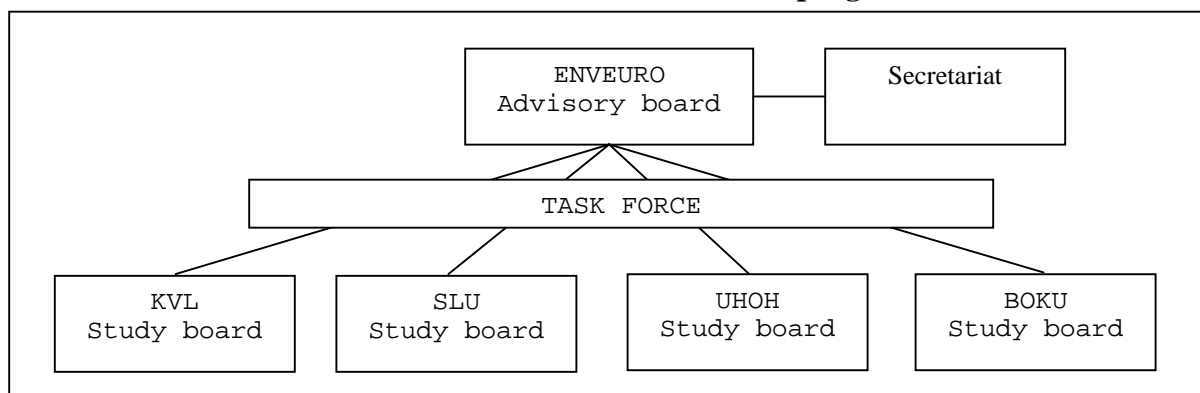 ENVEURO
Advisory board
Secretariat
TASK FORCE
KVL
Study board
SLU
Study board
UHOH
Study board
BOKU
Study board